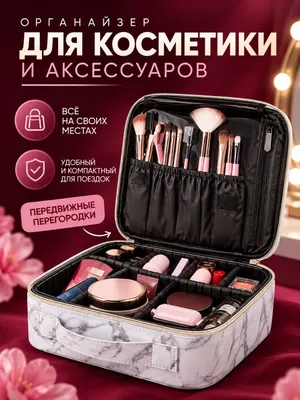 ОРГАНАЙЗЕР
ДЛЯ КОСМЕТИКИ
И АКСЕССУАРОВ
ВСЁ
НА СВОИХ
МЕСТАХ
УДОБНЫЙ
И КОМПАКТНЫЙ
ДЛЯ ПОЕЗДОК
ПЕРЕДВИЖНЫЕ
ПЕРЕГОРОДКИ